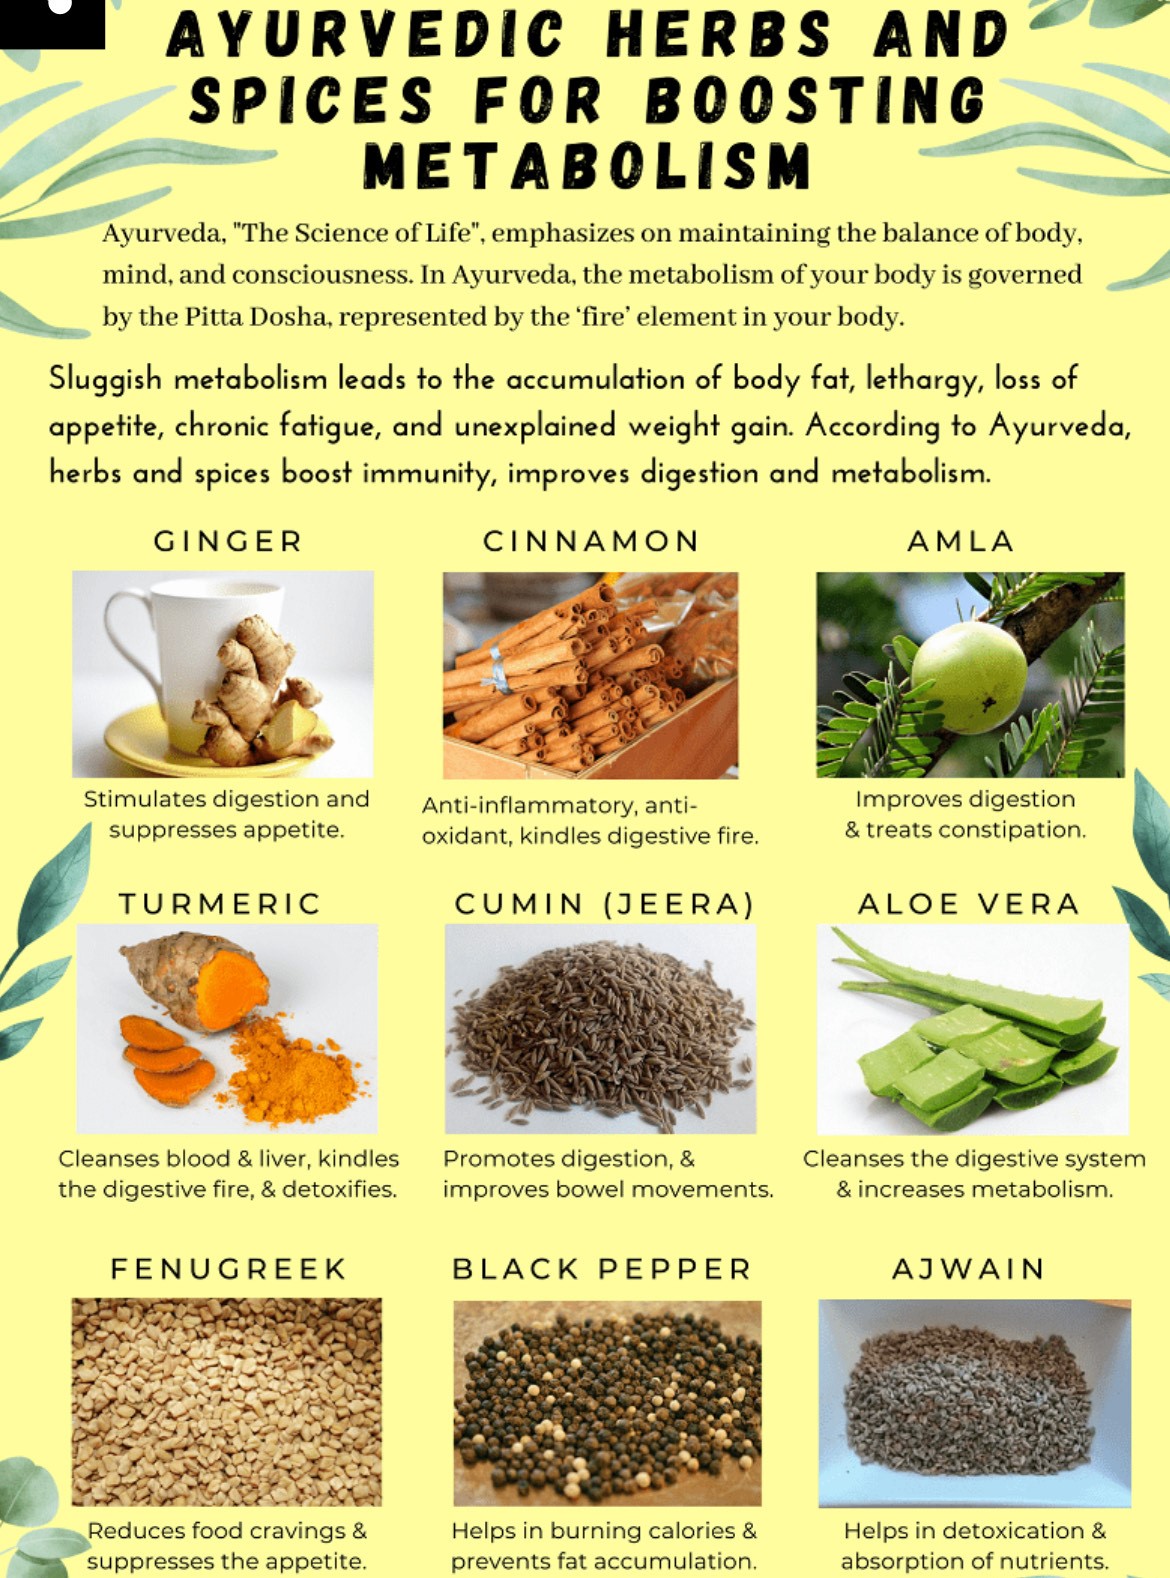 AYURVEDIC HERBS AND
SPICES FOR BOOSTING
METABOLISM
Ayurveda, "The Science of Life", emphasizes on maintaining the balance of body,
mind, and consciousness. In Ayurveda, the metabolism of your body is governed
by the Pitta Dosha, represented by the ‘fire’ element in your body.
Sluggish metabolism leads to the accumulation of body fat, lethargy, loss of
appetite, chronic fatigue, and unexplained weight gain. According to Ayurveda,
herbs and spices boost immunity, improves digestion and metabolism.
GINGER
Stimulates digestion and
suppresses appetite.
CINNAMON
Anti-inflammatory, anti-
oxidant, kindles digestive fire.
AMLA
Improves digestion
& treats constipation.
TURMERIC
Cleanses blood & liver, kindles
the digestive fire, & detoxifies.
CUMIN (JEERA)
Promotes digestion, &
improves bowel movements.
ALOE VERA
Cleanses the digestive system
& increases metabolism.
FENUGREEK
Reduces food cravings &
suppresses the appetite.
BLACK PEPPER
Helps in burning calories &
prevents fat accumulation.
AJWAIN
Helps in detoxication &
absorption of nutrients.